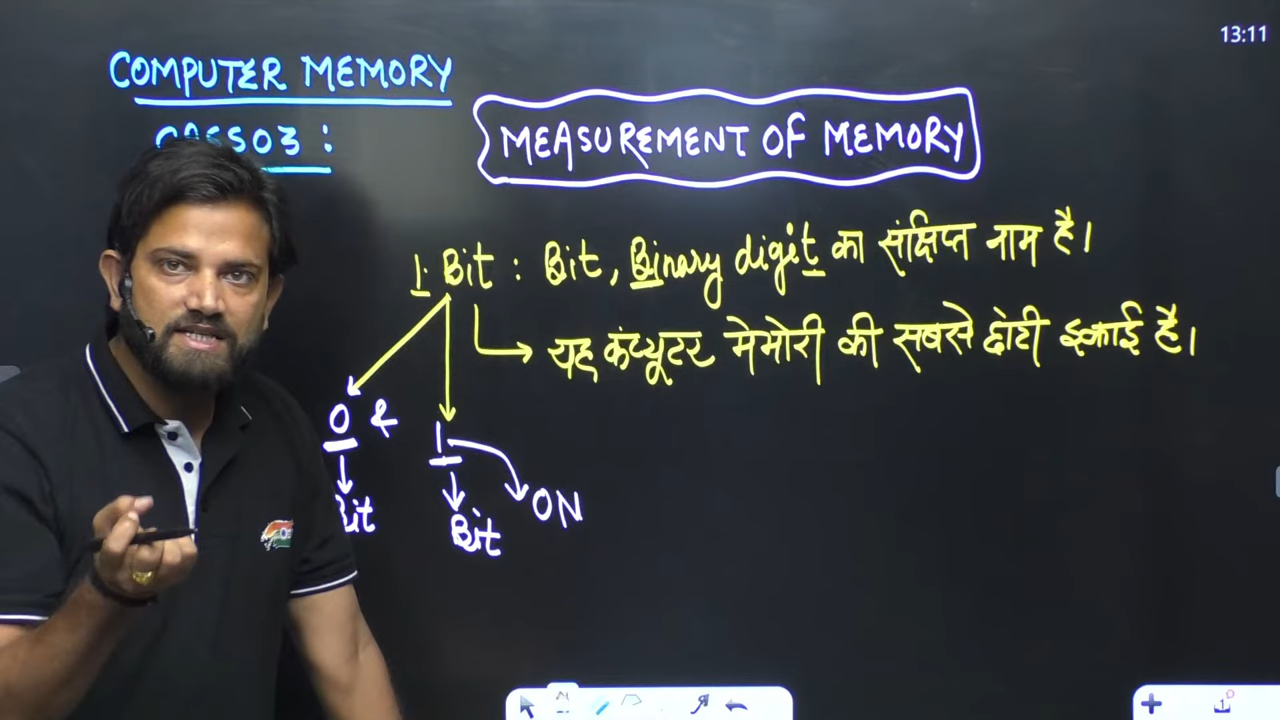 13:11
COMPUTER MEMORY
MEASUREMENT OF MEMORY
1. Bit : Bit, Binary digit का संक्षिप्त नाम है।
यह कंप्यूटर मेमोरी की सबसे छोटी इकाई है।
0 & 1
Bit Bit ON